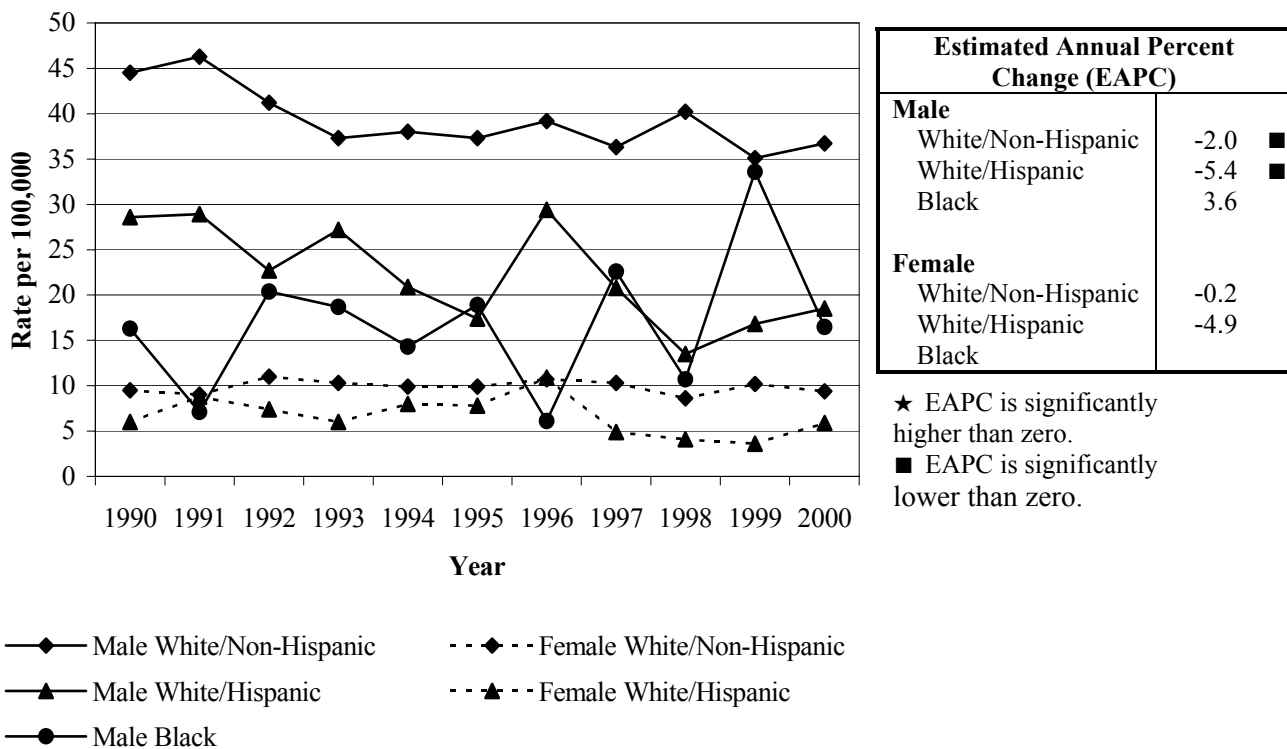 50
45
40
35
30
25
20
15
10
5
0
Rate per 100,000
1990 1991 1992 1993 1994 1995 1996 1997 1998 1999 2000
Year
Male White/Non-Hispanic
Female White/Non-Hispanic
Male White/Hispanic
Female White/Hispanic
Male Black
Estimated Annual Percent
Change (EAPC)
Male
White/Non-Hispanic -2.0 ■
White/Hispanic -5.4 ■
Black 3.6
Female
White/Non-Hispanic -0.2
White/Hispanic -4.9
Black
★ EAPC is significantly
higher than zero.
■ EAPC is significantly
lower than zero.